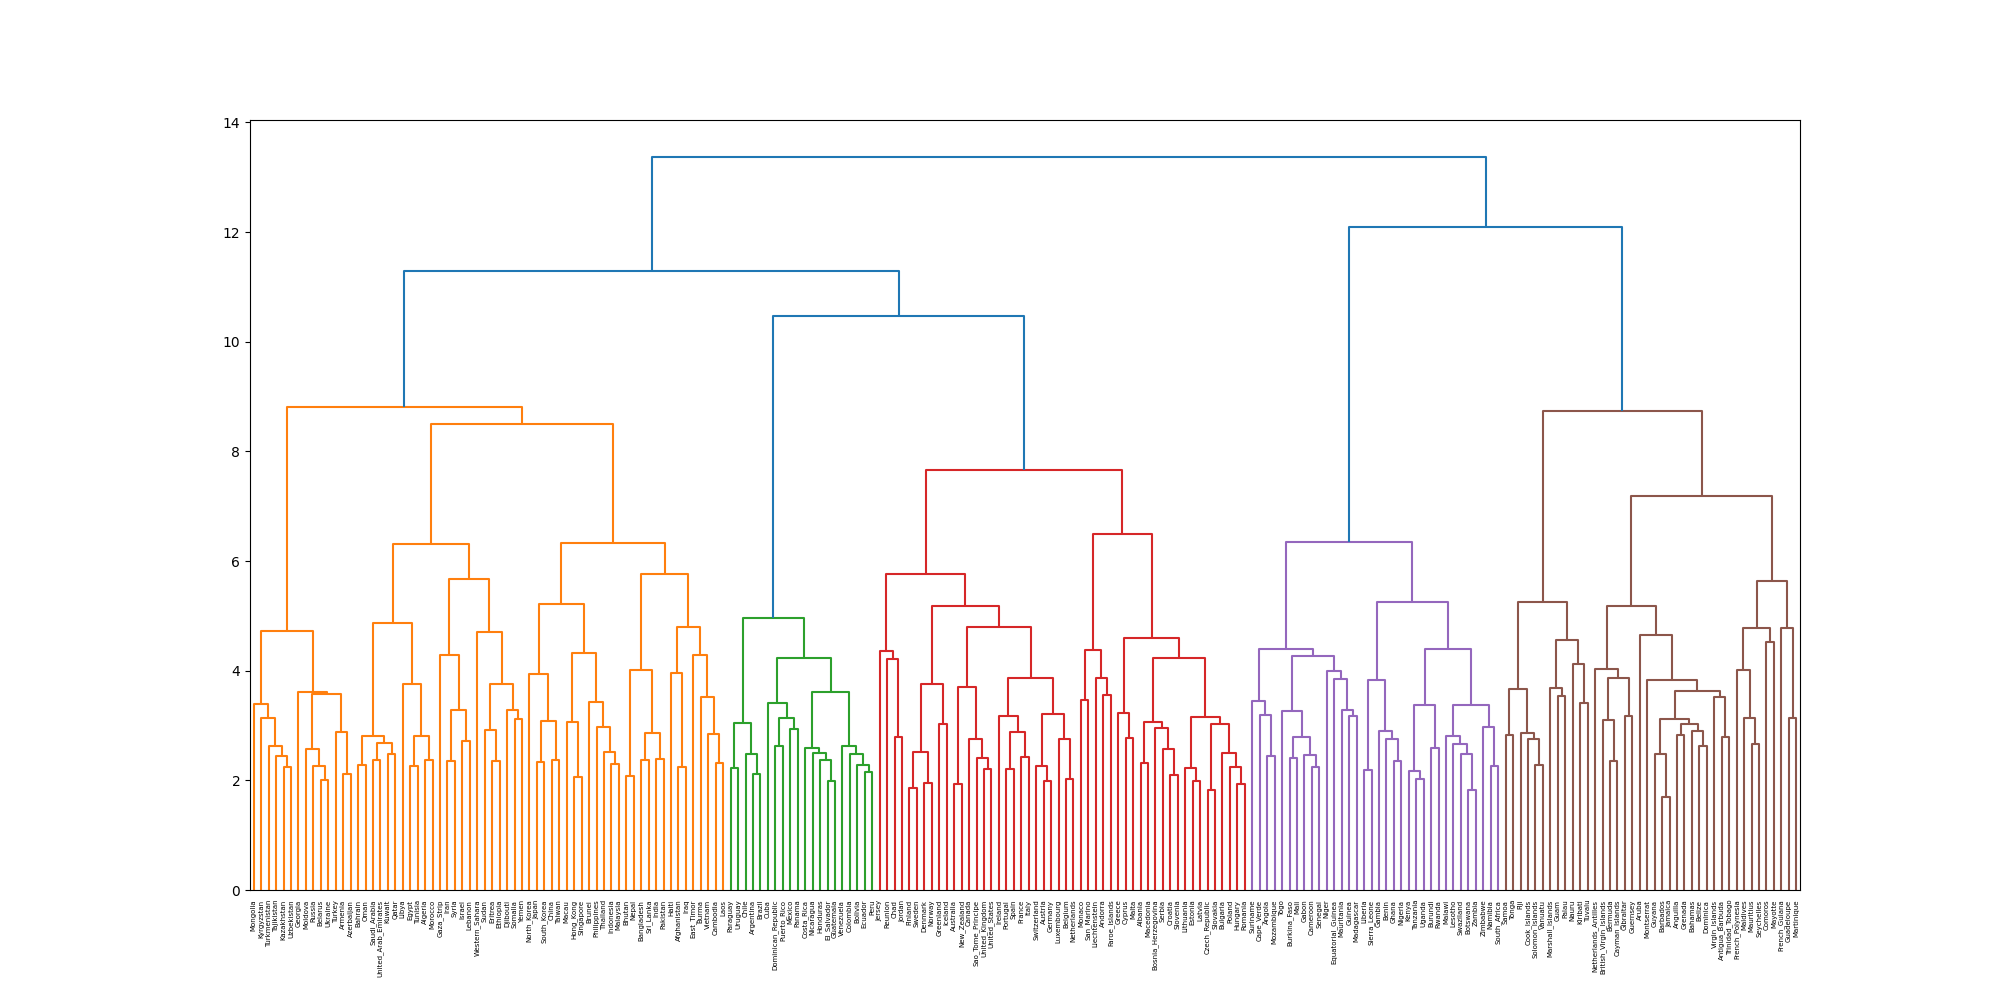 14
12
10
8
6
4
2
0
Mongolia
Kyrgyzstan
Turkmenistan
Tajikistan
Kazakhstan
Uzbekistan
Georgia
Moldova
Russia
Belarus
Ukraine
Turkey
Armenia
Azerbaijan
Bahrain
Oman
Saudi_Arabia
United_Arab_Emirates
Kuwait
Qatar
Libya
Egypt
Tunisia
Algeria
Morocco
Gaza_Strip
Iran
Syria
Israel
Lebanon
Western_Sahara
Sudan
Eritrea
Ethiopia
Djibouti
Somalia
Yemen
North_Korea
Japan
South_Korea
China
Taiwan
Macau
Hong_Kong
Singapore
Brunei
Philippines
Thailand
Indonesia
Malaysia
Bhutan
Nepal
Bangladesh
Sri_Lanka
India
Pakistan
Haiti
Afghanistan
Iraq
East_Timor
Burma
Vietnam
Cambodia
Laos
Paraguay
Uruguay
Chile
Argentina
Brazil
Cuba
Dominican_Republic
Puerto_Rico
Mexico
Panama
Costa_Rica
Nicaragua
Honduras
El_Salvador
Guatemala
Venezuela
Colombia
Bolivia
Ecuador
Peru
Jersey
Reunion
Chad
Jordan
Finland
Sweden
Denmark
Norway
Greenland
Iceland
Australia
New_Zealand
Canada
Sao_Tome_Principe
United_Kingdom
United_States
Ireland
Portugal
Spain
France
Italy
Switzerland
Austria
Germany
Luxembourg
Belgium
Netherlands
Monaco
San_Marino
Liechtenstein
Andorra
Faroe_Islands
Greece
Cyprus
Malta
Albania
Macedonia
Bosnia_Herzegovina
Serbia
Croatia
Slovenia
Lithuania
Estonia
Latvia
Czech_Republic
Slovakia
Bulgaria
Poland
Hungary
Romania
Suriname
Cape_Verde
Angola
Mozambique
Togo
Burkina_Faso
Mali
Gabon
Cameroon
Senegal
Niger
Equatorial_Guinea
Mauritania
Guinea
Madagascar
Liberia
Sierra_Leone
Gambia
Benin
Ghana
Nigeria
Kenya
Tanzania
Uganda
Burundi
Rwanda
Malawi
Lesotho
Swaziland
Botswana
Zambia
Zimbabwe
Namibia
South_Africa
Samoa
Tonga
Fiji
Cook_Islands
Solomon_Islands
Vanuatu
Marshall_Islands
Guam
Palau
Nauru
Kiribati
Tuvalu
Netherlands_Antilles
British_Virgin_Islands
Bermuda
Cayman_Islands
Gibraltar
Guernsey
Aruba
Montserrat
Guyana
Barbados
Jamaica
Anguilla
Grenada
Bahamas
Belize
Dominica
Virgin_Islands
Antigua_Barbuda
Trinidad_Tobago
French_Polynesia
Maldives
Mauritius
Seychelles
Comoros
Mayotte
French_Guiana
Guadeloupe
Martinique